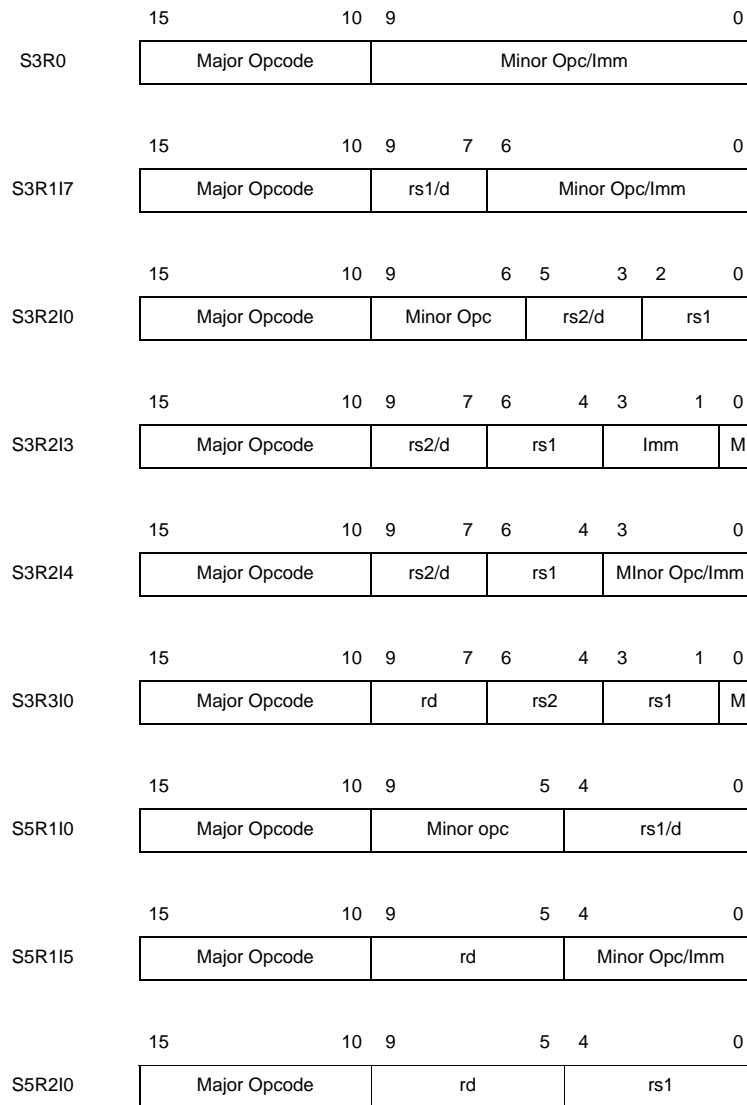 15 10 9 0
S3R0 Major Opcode Minor Opc/Imm
15 10 9 7 6 0
S3R1I7 Major Opcode rs1/d Minor Opc/Imm
15 10 9 6 5 3 2 0
S3R2I0 Major Opcode Minor Opc rs2/d rs1
15 10 9 7 6 4 3 1 0
S3R2I3 Major Opcode rs2/d rs1 Imm M
15 10 9 7 6 4 3 0
S3R2I4 Major Opcode rs2/d rs1 MInor Opc/Imm
15 10 9 7 6 4 3 1 0
S3R3I0 Major Opcode rd rs2 rs1 M
15 10 9 5 4 0
S5R1I0 Major Opcode Minor opc rs1/d
15 10 9 5 4 0
S5R1I5 Major Opcode rd Minor Opc/Imm
15 10 9 5 4 0
S5R2I0 Major Opcode rd rs1